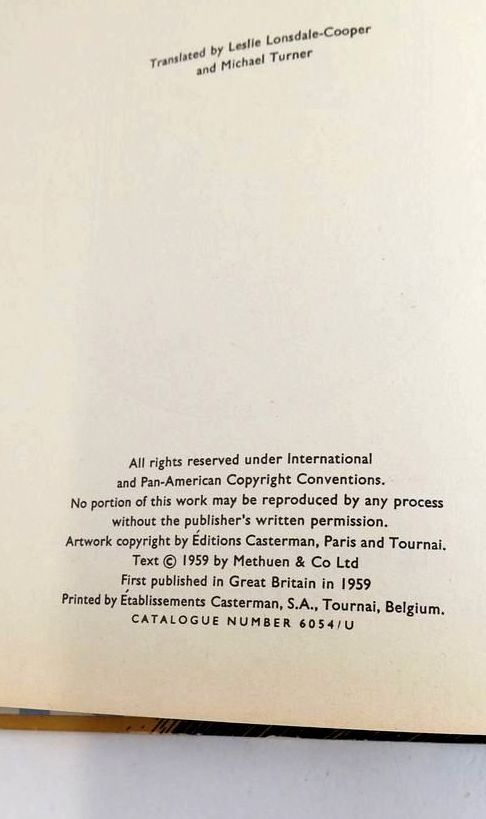 Translated by Leslie Lonsdale-Cooper
and Michael Turner
All rights reserved under International
and Pan-American Copyright Conventions.
No portion of this work may be reproduced by any process
without the publisher's written permission.
Artwork copyright by Éditions Casterman, Paris and Tournai.
Text © 1959 by Methuen & Co Ltd
First published in Great Britain in 1959
Printed by Établissements Casterman, S.A., Tournai, Belgium.
CATALOGUE NUMBER 6054/U